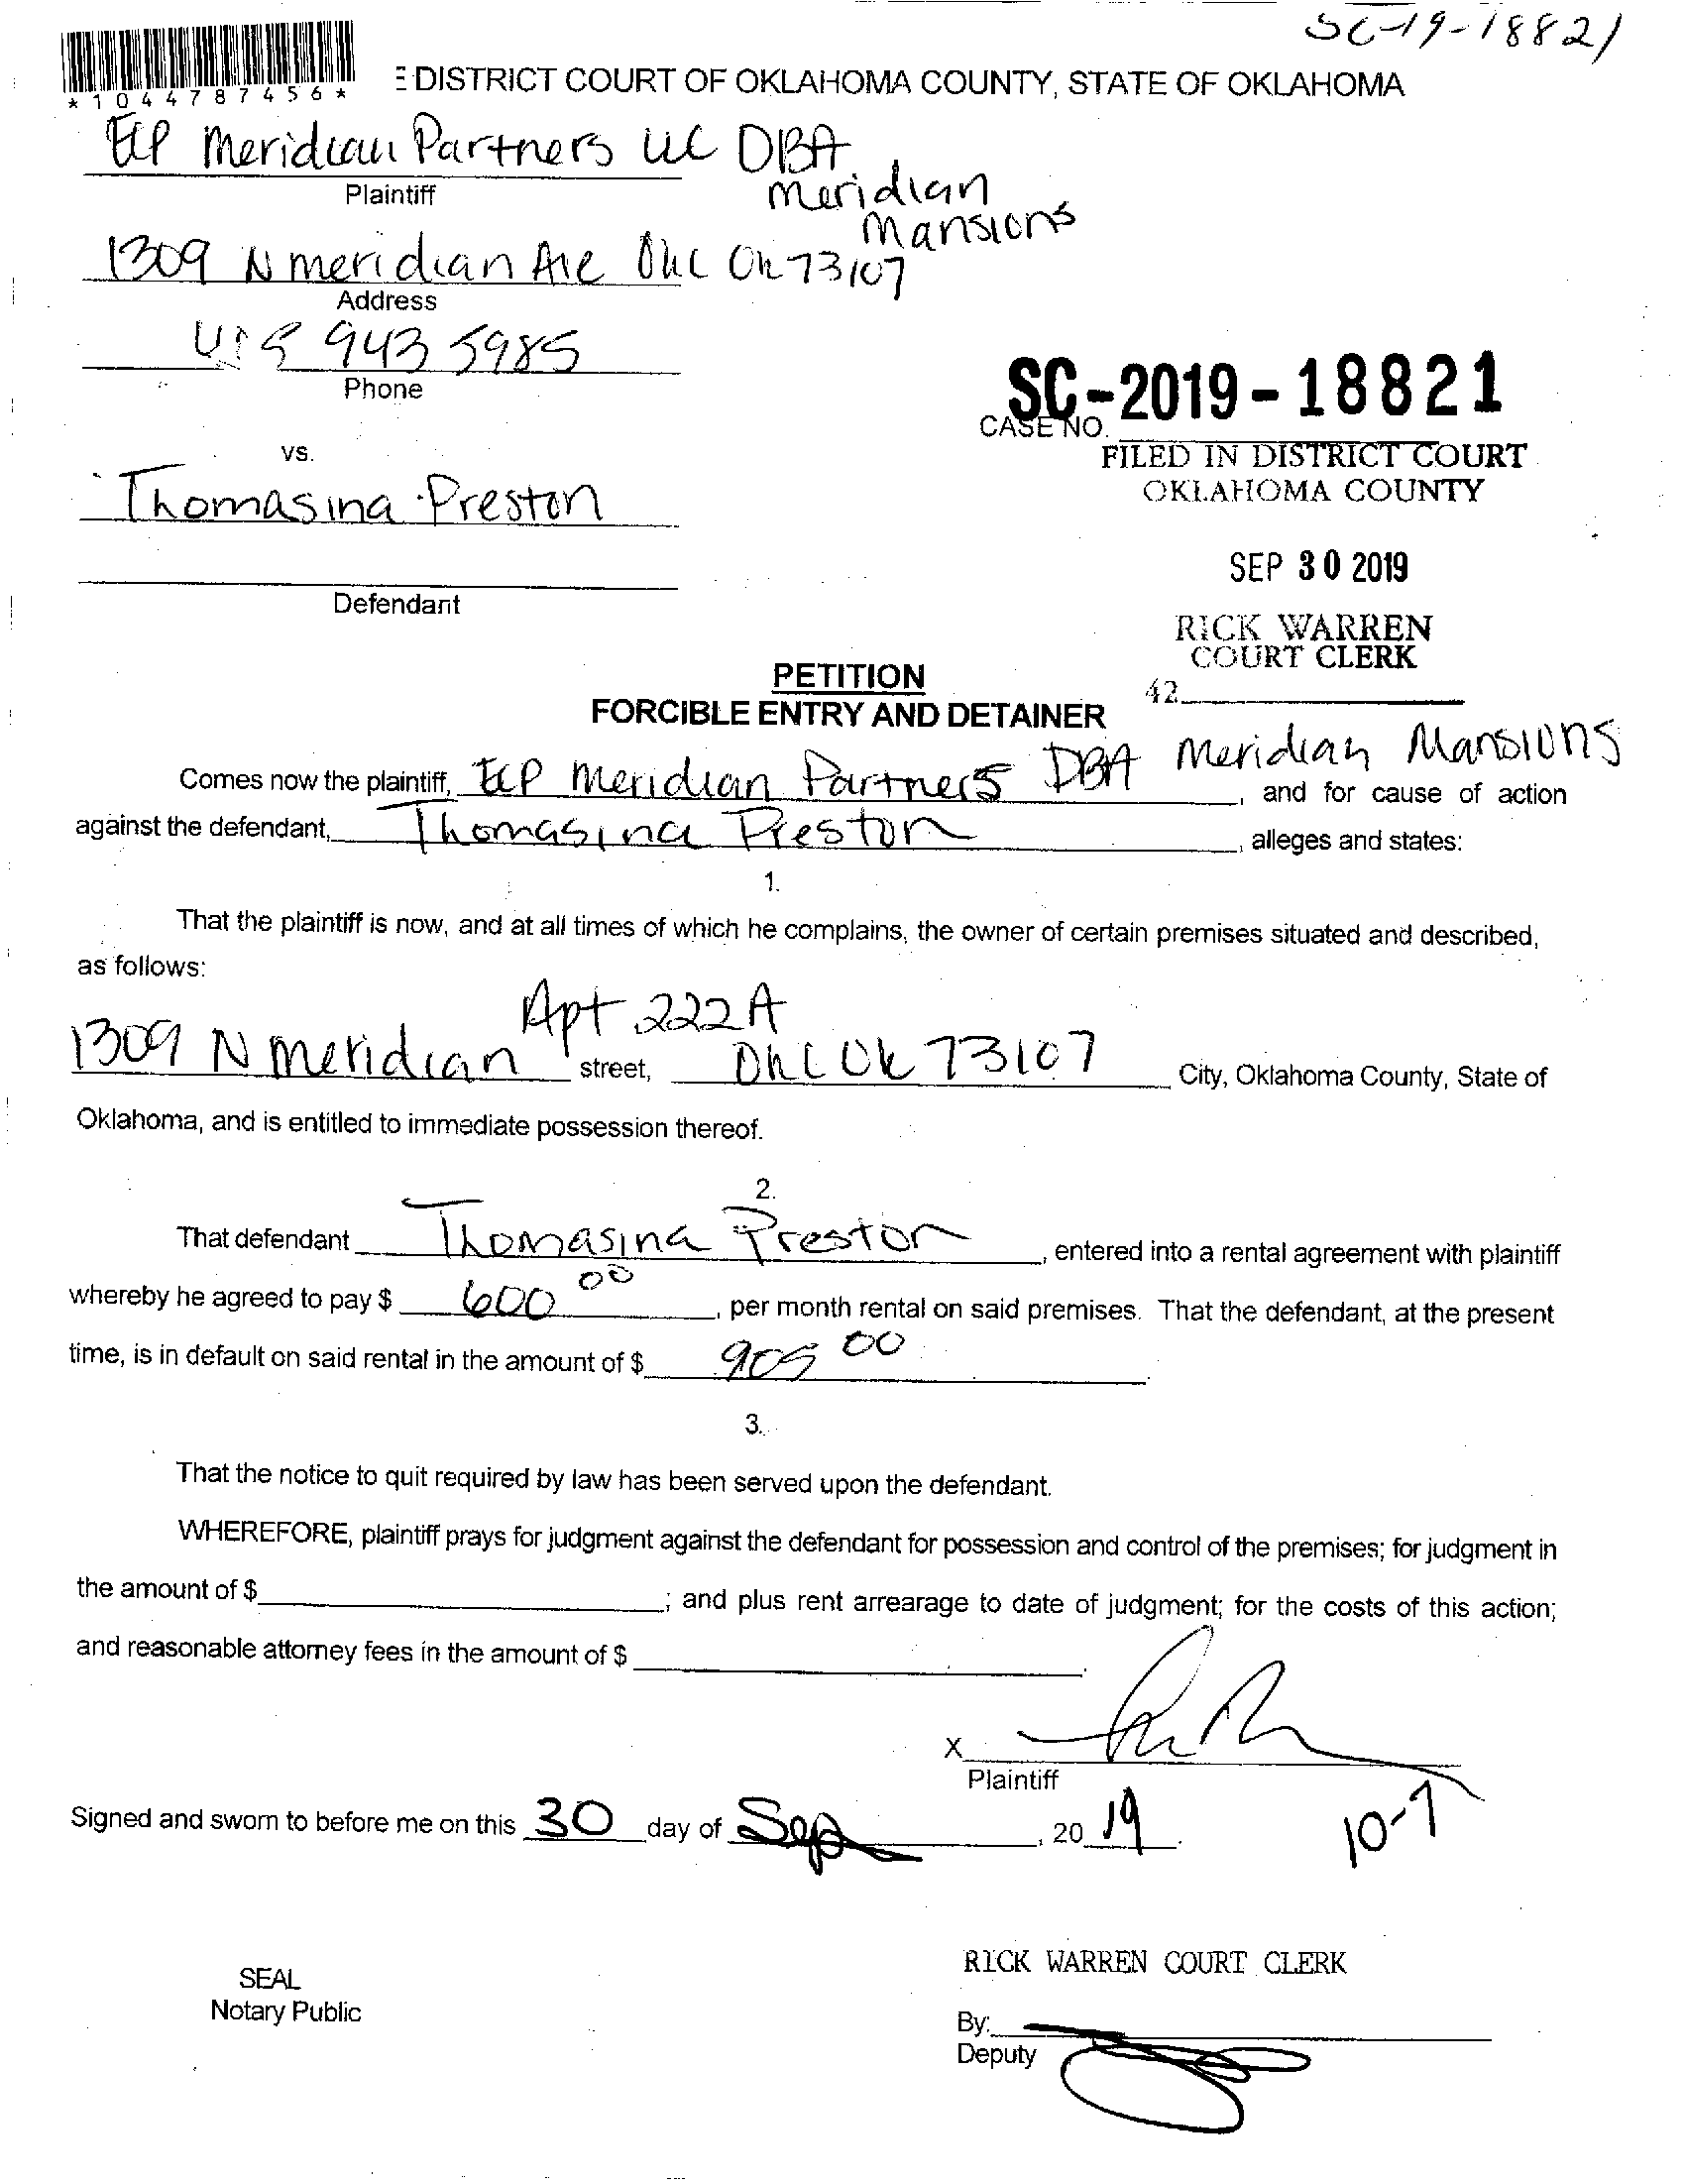 SC-19-18821
*1044787456*
DISTRICT COURT OF OKLAHOMA COUNTY, STATE OF OKLAHOMA
Meridian Partners LLC DBA
Meridian
Mansions
Plaintiff
1309 N Meridian Ave OKC OK 73107
Address
943 5985
Phone
SC-2019-18821
CASE NO.
vs.
FILED IN DISTRICT COURT
OKLAHOMA COUNTY
Thomasina Preston
SEP 30 2019
Defendant
RICK WARREN
COURT CLERK
42
PETITION
FORCIBLE ENTRY AND DETAINER
Comes now the plaintiff, Meridian Partners DBA Meridian Mansions, and for cause of action
against the defendant, Thomasina Preston, alleges and states:
1.
That the plaintiff is now, and at all times of which he complains, the owner of certain premises situated and described,
as follows:
Apt 222A
1309 N Meridian street, OKC OK 73107 City, Oklahoma County, State of
Oklahoma, and is entitled to immediate possession thereof.
2.
That defendant Thomasina Preston, entered into a rental agreement with plaintiff
whereby he agreed to pay $ 600 00, per month rental on said premises. That the defendant, at the present
time, is in default on said rental in the amount of $ 905 00.
3.
That the notice to quit required by law has been served upon the defendant.
WHEREFORE, plaintiff prays for judgment against the defendant for possession and control of the premises; for judgment in
the amount of $; and plus rent arrearage to date of judgment; for the costs of this action;
and reasonable attorney fees in the amount of $.
X
Plaintiff
Signed and sworn to before me on this 30 day of Sep, 20 19.
10-7
RICK WARREN COURT CLERK
SEAL
Notary Public
By:
Deputy